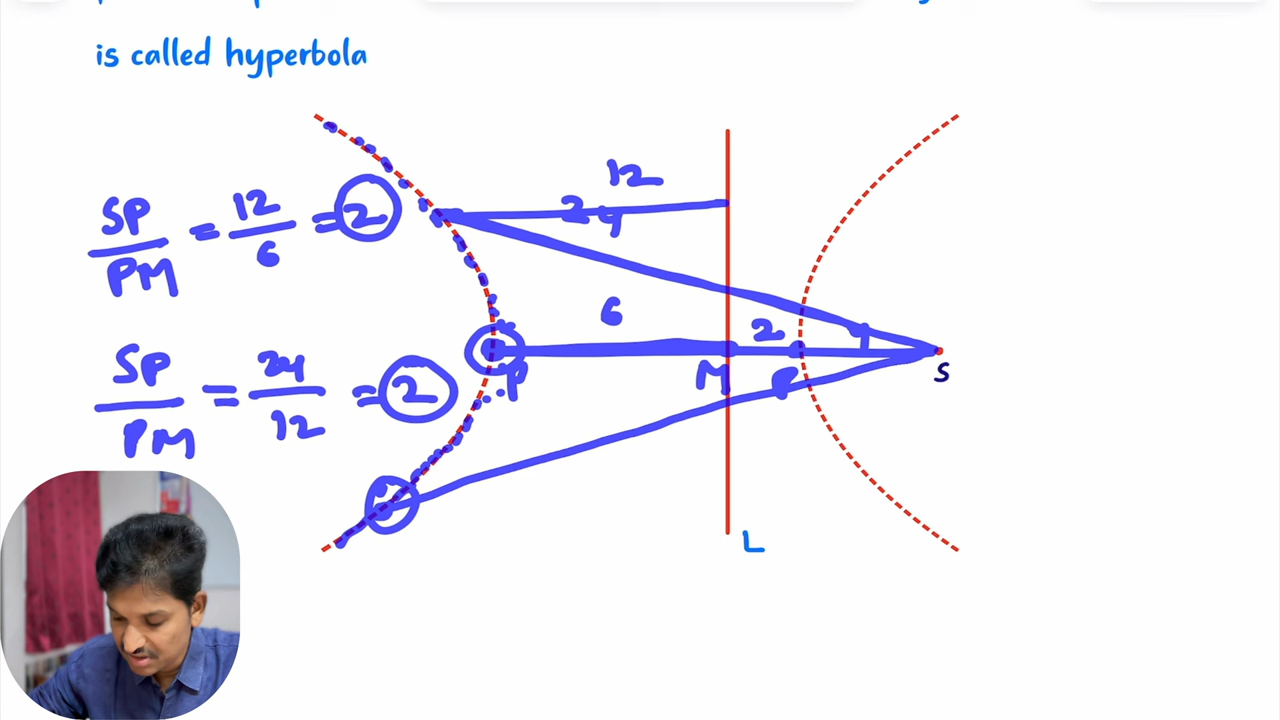 is called hyperbola
12
SP/PM = 12/6 = 2
24
6
2
SP/PM = 24/12 = 2
P
M
P
S
L